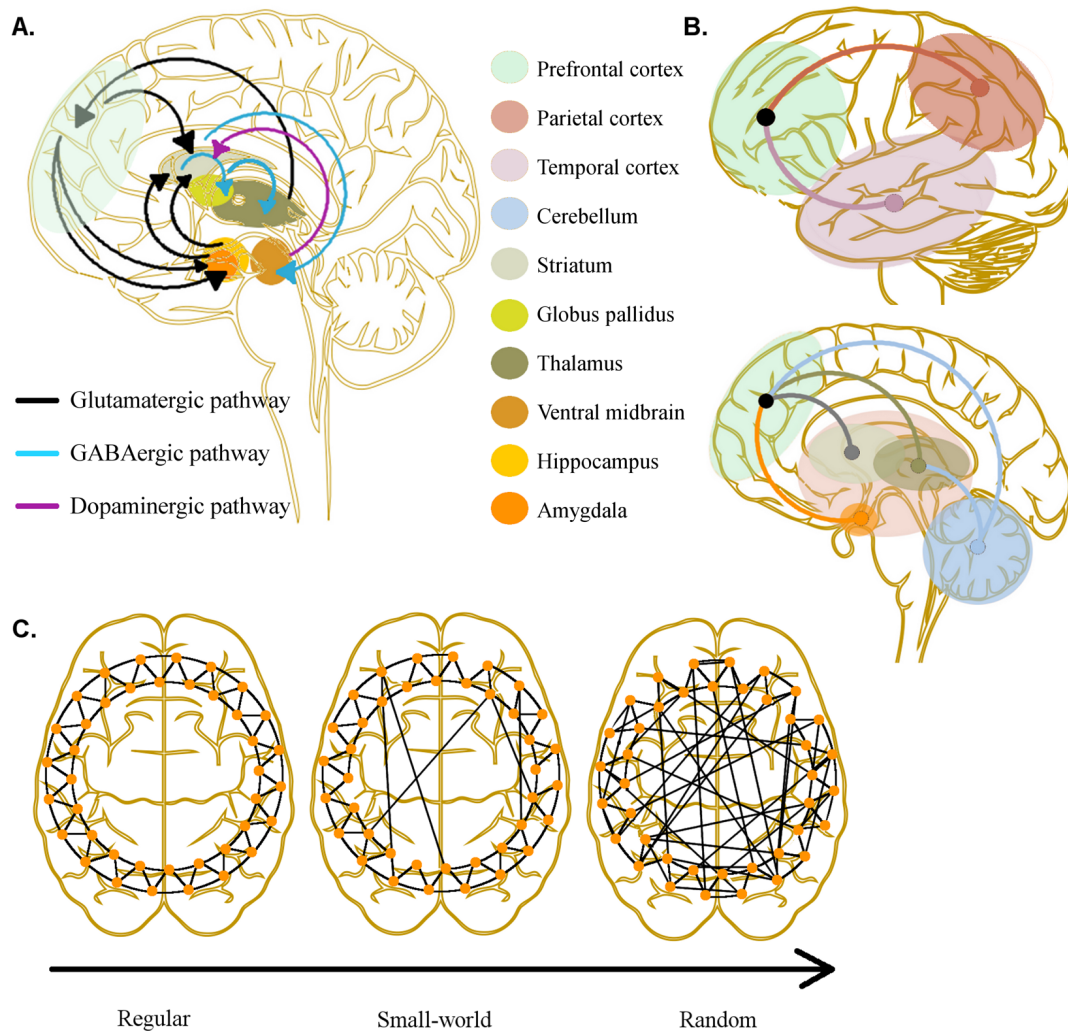 A.
B.
Prefrontal cortex
Parietal cortex
Temporal cortex
Cerebellum
Striatum
Globus pallidus
Thalamus
Ventral midbrain
Hippocampus
Amygdala
Glutamatergic pathway
GABAergic pathway
Dopaminergic pathway
C.
Regular
Small-world
Random